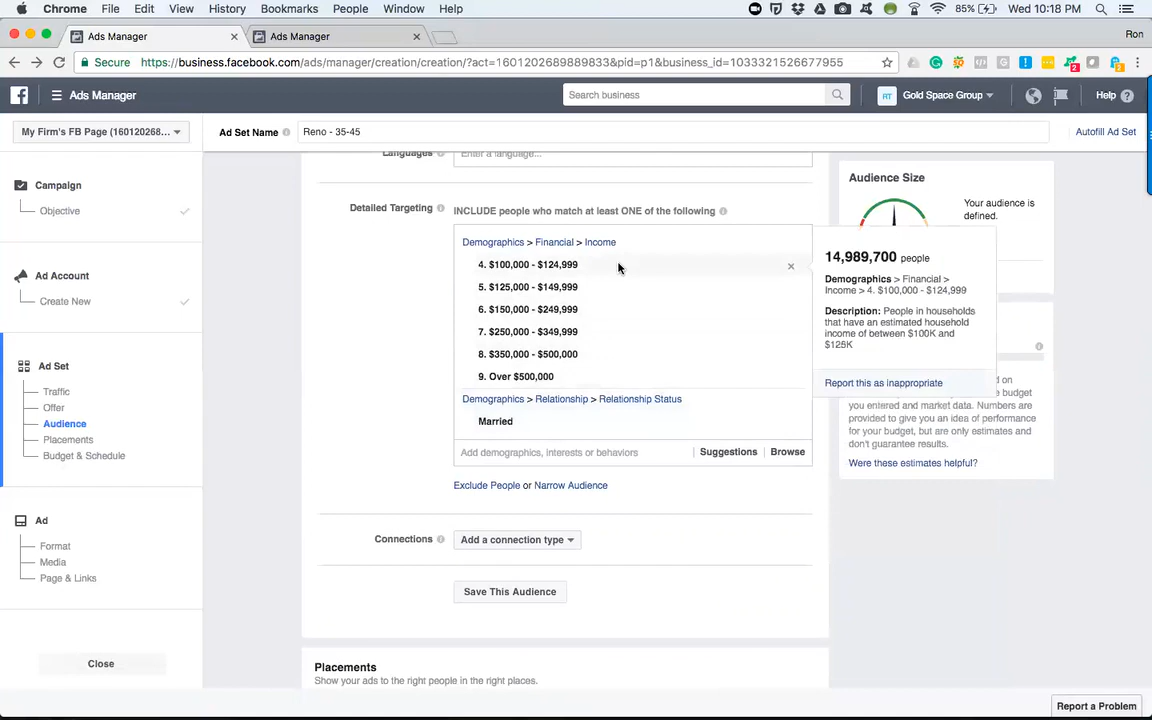 Chrome File Edit View History Bookmarks People Window Help 85% Wed 10:18 PM
Ads Manager Ads Manager Ron
Secure https://business.facebook.com/ads/manager/creation/creation/?act=1601202689889831&pid=p1&business_id=1033321526677955
Ads Manager Search business RT Gold Space Group Help
My Firm's FB Page (160120268... Ad Set Name Reno - 35-45 Autofill Ad Set
Campaign
Objective
Ad Account
Create New
Ad Set
Traffic
Offer
Audience
Placements
Budget & Schedule
Ad
Format
Media
Page & Links
Close
Languages Enter a language...
Detailed Targeting INCLUDE people who match at least ONE of the following
Demographics > Financial > Income
4. $100,000 - $124,999
5. $125,000 - $149,999
6. $150,000 - $249,999
7. $250,000 - $349,999
8. $350,000 - $500,000
9. Over $500,000
Demographics > Relationship > Relationship Status
Married
Add demographics, interests or behaviors Suggestions Browse
Exclude People or Narrow Audience
Connections Add a connection type
Save This Audience
Placements
Show your ads to the right people in the right places.
Audience Size
Your audience is
defined.
14,989,700 people
Demographics > Financial >
Income > 4. $100,000 - $124,999
Description: People in households
that have an estimated household
income of between $100K and
$125K
Report this as inappropriate
d on
budget
you entered and market data. Numbers are
provided to give you an idea of performance
for your budget, but are only estimates and
don't guarantee results.
Were these estimates helpful?
Report a Problem